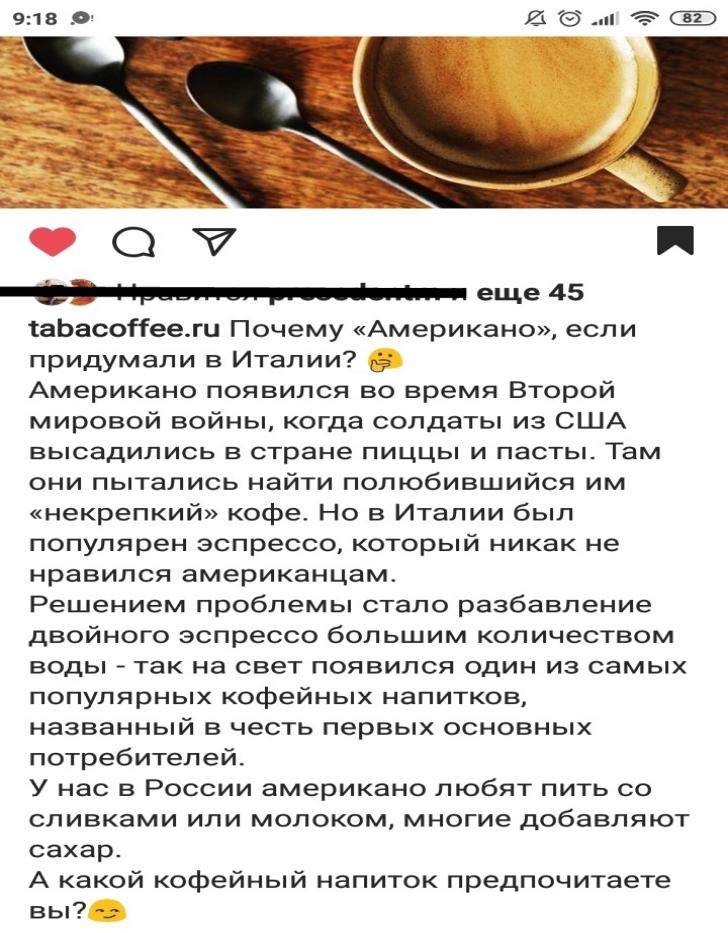 9:18
82
еще 45
tabacoffee.ru Почему «Американо», если
придумали в Италии? 🤔
Американо появился во время Второй
мировой войны, когда солдаты из США
высадились в стране пиццы и пасты. Там
они пытались найти полюбившийся им
«некрепкий» кофе. Но в Италии был
популярен эспрессо, который никак не
нравился американцам.
Решением проблемы стало разбавление
двойного эспрессо большим количеством
воды - так на свет появился один из самых
популярных кофейных напитков,
названный в честь первых основных
потребителей.
У нас в России американо любят пить со
сливками или молоком, многие добавляют
сахар.
А какой кофейный напиток предпочитаете
вы?😏